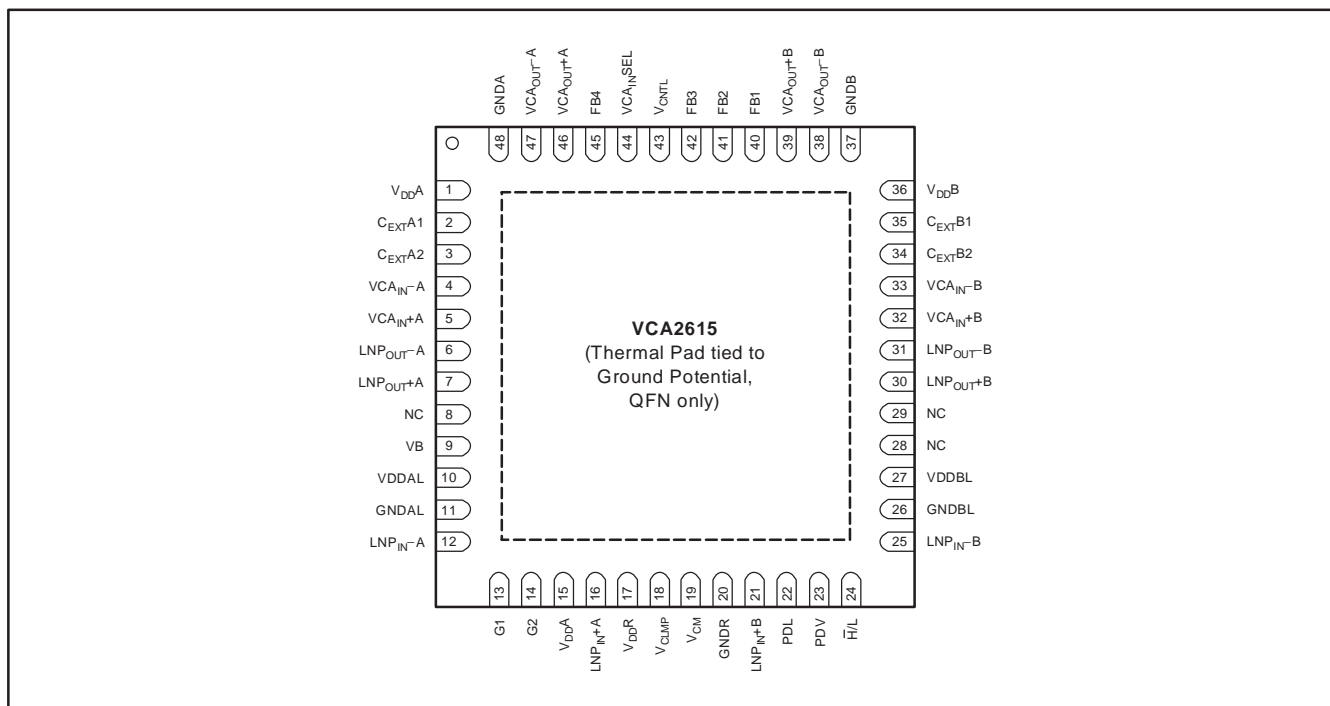 GNDA
VCAOUT−A
VCAOUT+A
FB4
VCAINSEL
VCNTL
FB3
FB2
FB1
VCAOUT+B
VCAOUT−B
GNDB
48
47
46
45
44
43
42
41
40
39
38
37
VDDA 1
CEXTA1 2
CEXTA2 3
VCAIN−A 4
VCAIN+A 5
LNPOUT−A 6
LNPOUT+A 7
NC 8
VB 9
VDDAL 10
GNDAL 11
LNPIN−A 12
VCA2615
(Thermal Pad tied to
Ground Potential,
QFN only)
36 VDDB
35 CEXTB1
34 CEXTB2
33 VCAIN−B
32 VCAIN+B
31 LNPOUT−B
30 LNPOUT+B
29 NC
28 NC
27 VDDBL
26 GNDBL
25 LNPIN−B
13
14
15
16
17
18
19
20
21
22
23
24
G1
G2
VDDA
LNPIN+A
VDDR
VCLMP
VCM
GNDR
LNPIN+B
PDL
PDV
H̅/L